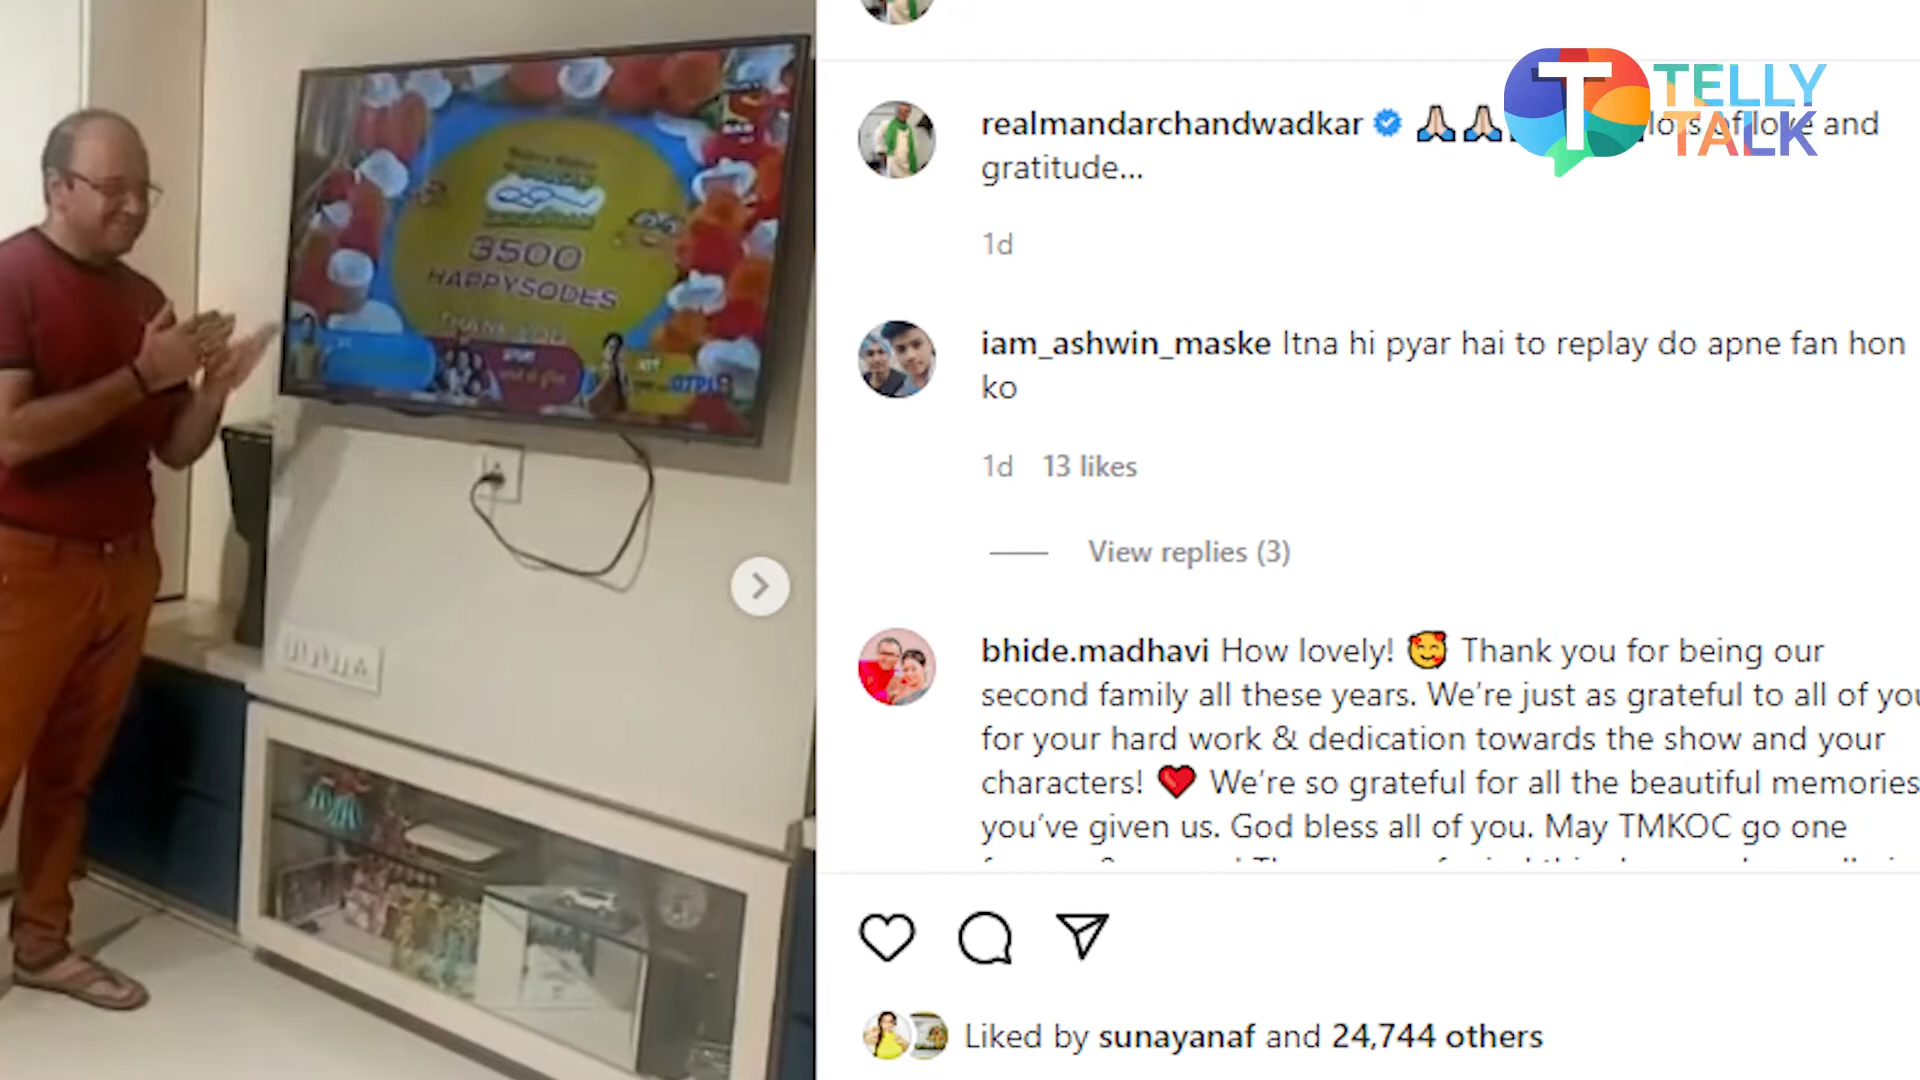 3500
HAPPYSODES
TELLY
TALK
realmandarchandwadkar lots of love and
gratitude...
1d
iam_ashwin_maske Itna hi pyar hai to replay do apne fan hon
ko
1d 13 likes
View replies (3)
bhide.madhavi How lovely! 🥰 Thank you for being our
second family all these years. We're just as grateful to all of you
for your hard work & dedication towards the show and your
characters! ❤️ We're so grateful for all the beautiful memories
you've given us. God bless all of you. May TMKOC go one
Liked by sunayanaf and 24,744 others